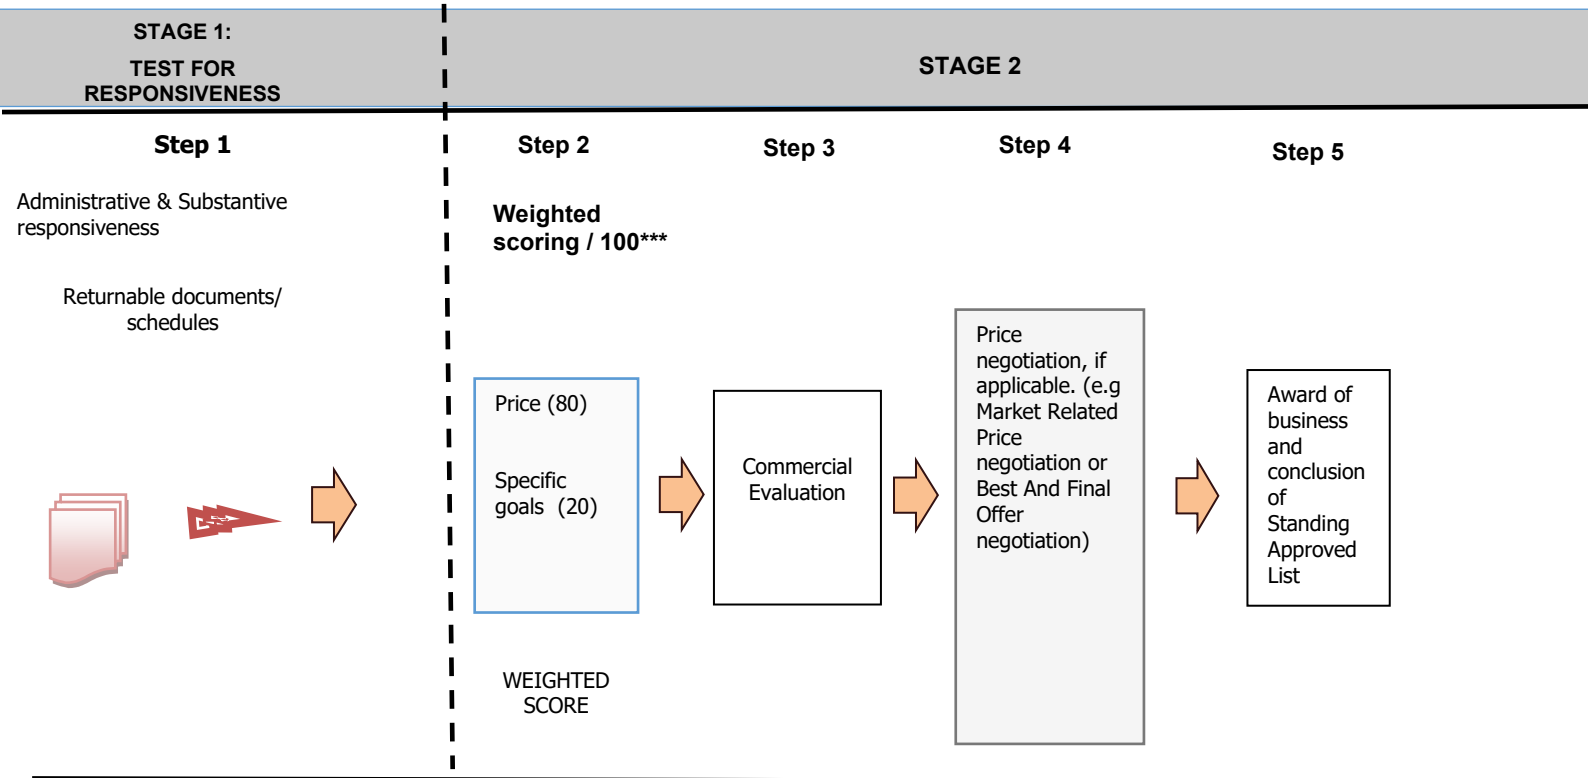 STAGE 1:
TEST FOR
RESPONSIVENESS
STAGE 2
Step 1
Step 2
Step 3
Step 4
Step 5
Administrative & Substantive
responsiveness
Returnable documents/
schedules
Weighted
scoring / 100***
Price (80)
Specific
goals (20)
WEIGHTED
SCORE
Commercial
Evaluation
Price
negotiation, if
applicable. (e.g
Market Related
Price
negotiation or
Best And Final
Offer
negotiation)
Award of
business
and
conclusion
of
Standing
Approved
List